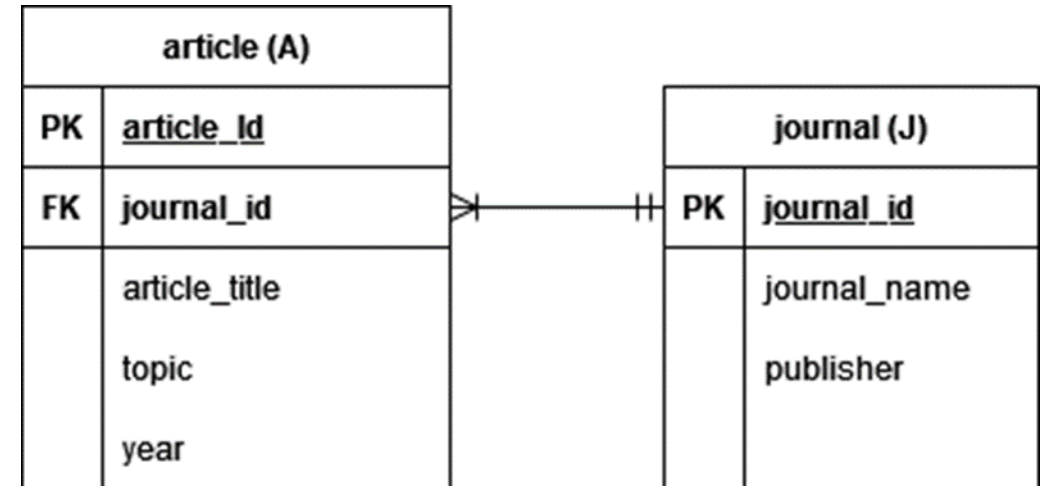 article (A)
PK article_Id
FK journal_id
article_title
topic
year
journal (J)
PK journal_id
journal_name
publisher